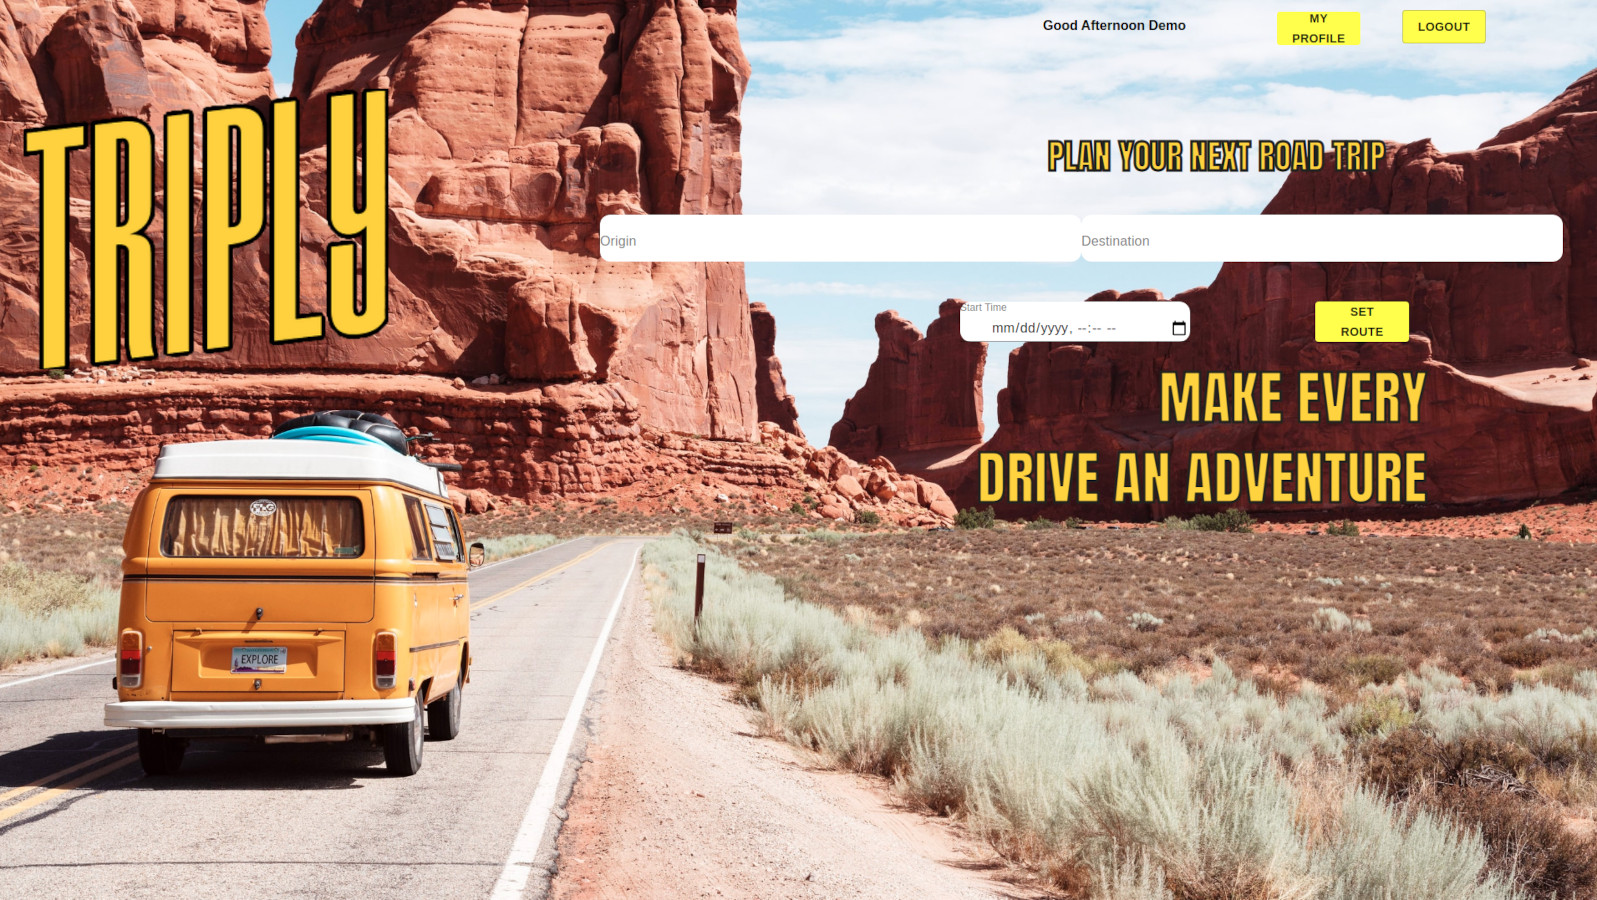 Good Afternoon Demo
MY
PROFILE
LOGOUT
TRIPLY
PLAN YOUR NEXT ROAD TRIP
Origin
Destination
Start Time
mm/dd/yyyy, --:-- --
SET
ROUTE
MAKE EVERY
DRIVE AN ADVENTURE
EXPLORE